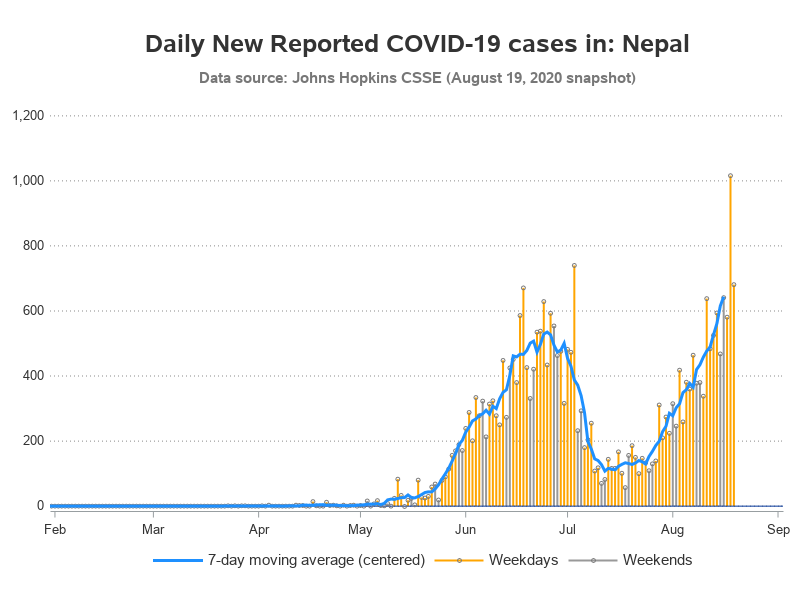 Daily New Reported COVID-19 cases in: Nepal
Data source: Johns Hopkins CSSE (August 19, 2020 snapshot)
1,200
1,000
800
600
400
200
0
Feb Mar Apr May Jun Jul Aug Sep
7-day moving average (centered) Weekdays Weekends